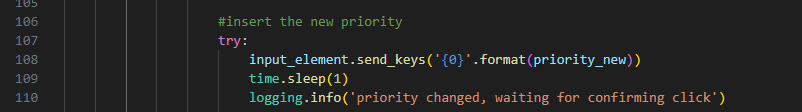 105
106 #insert the new priority
107 try:
108 input_element.send_keys('{0}'.format(priority_new))
109 time.sleep(1)
110 logging.info('priority changed, waiting for confirming click')